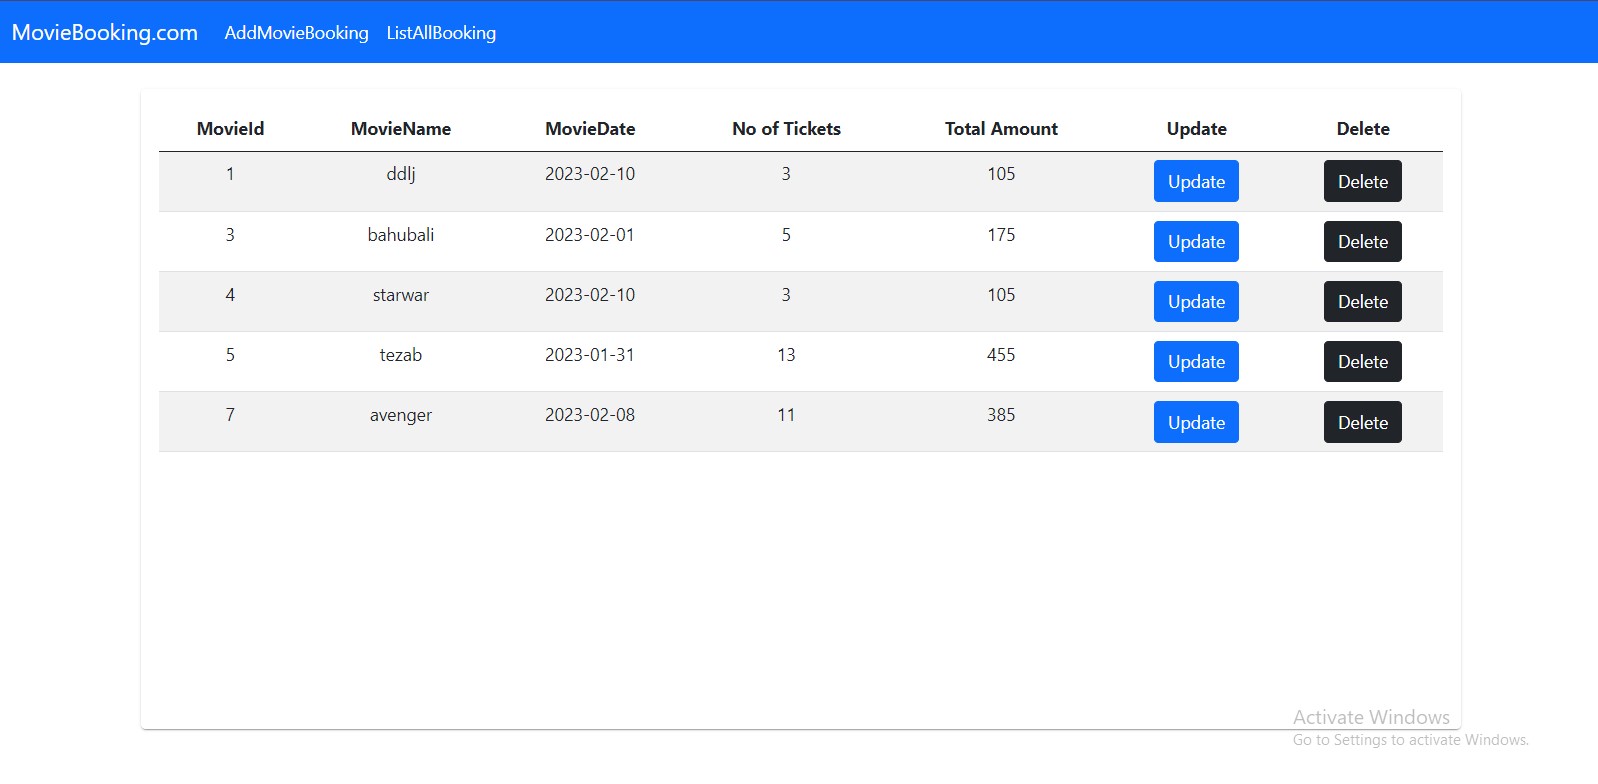 MovieBooking.com AddMovieBooking ListAllBooking
MovieId MovieName MovieDate No of Tickets Total Amount Update Delete
1 ddlj 2023-02-10 3 105 Update Delete
3 bahubali 2023-02-01 5 175 Update Delete
4 starwar 2023-02-10 3 105 Update Delete
5 tezab 2023-01-31 13 455 Update Delete
7 avenger 2023-02-08 11 385 Update Delete
Activate Windows
Go to Settings to activate Windows.